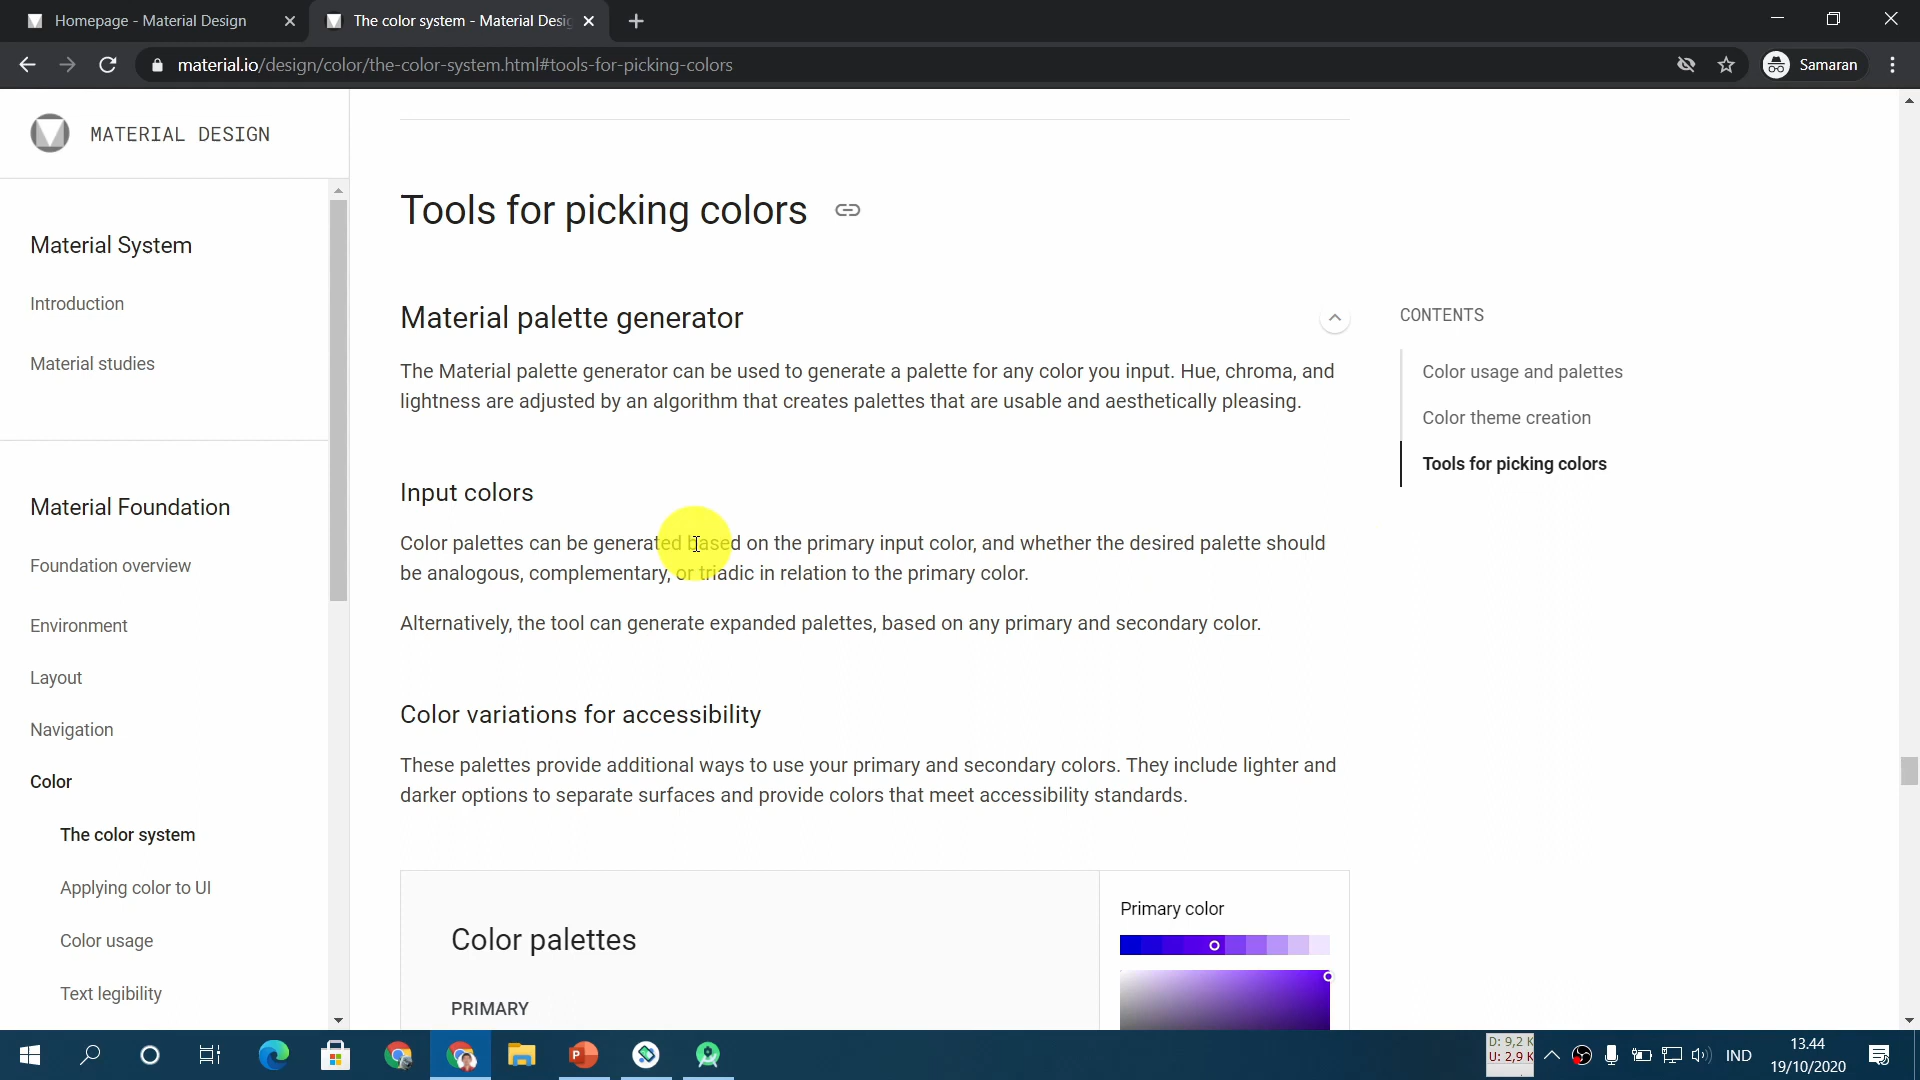 Homepage - Material Design
The color system - Material Desig
material.io/design/color/the-color-system.html#tools-for-picking-colors
Samaran
MATERIAL DESIGN
Material System
Introduction
Material studies
Material Foundation
Foundation overview
Environment
Layout
Navigation
Color
The color system
Applying color to UI
Color usage
Text legibility
Tools for picking colors
Material palette generator
The Material palette generator can be used to generate a palette for any color you input. Hue, chroma, and
lightness are adjusted by an algorithm that creates palettes that are usable and aesthetically pleasing.
Input colors
Color palettes can be generated based on the primary input color, and whether the desired palette should
be analogous, complementary, or triadic in relation to the primary color.
Alternatively, the tool can generate expanded palettes, based on any primary and secondary color.
Color variations for accessibility
These palettes provide additional ways to use your primary and secondary colors. They include lighter and
darker options to separate surfaces and provide colors that meet accessibility standards.
Color palettes
PRIMARY
Primary color
CONTENTS
Color usage and palettes
Color theme creation
Tools for picking colors
D: 9,2 K
U: 2,9 K
IND
13.44
19/10/2020